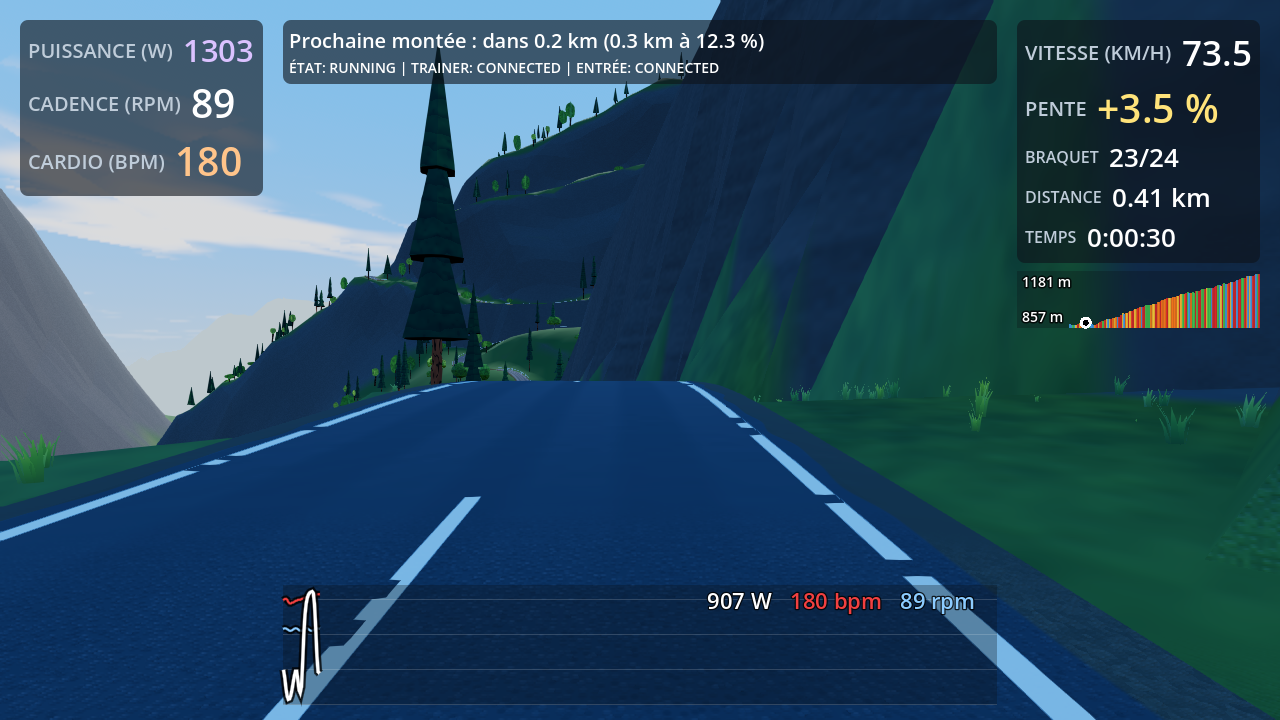 PUISSANCE (W) 1303
CADENCE (RPM) 89
CARDIO (BPM) 180
Prochaine montée : dans 0.2 km (0.3 km à 12.3 %)
ÉTAT: RUNNING | TRAINER: CONNECTED | ENTRÉE: CONNECTED
VITESSE (KM/H) 73.5
PENTE +3.5 %
BRAQUET 23/24
DISTANCE 0.41 km
TEMPS 0:00:30
1181 m
857 m
907 W 180 bpm 89 rpm